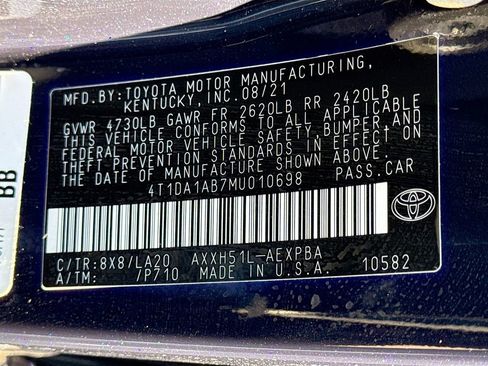 MFD.BY:TOYOTA MOTOR MANUFACTURING,
KENTUCKY, INC. 08/21
GVWR 4730LB GAWR FR 2620LB RR 2420LB
THIS VEHICLE CONFORMS TO ALL APPLICABLE
FEDERAL MOTOR VEHICLE SAFETY,BUMPER AND
THEFT PREVENTION STANDARDS IN EFFECT ON
THE DATE OF MANUFACTURE SHOWN ABOVE.
4T1DA1AB7MU010698 PASS.CAR
C/TR:8X8/LA20 AXXH51L-AEXPBA
A/TM: /P710 MADE IN U.S.A. 10582
BB